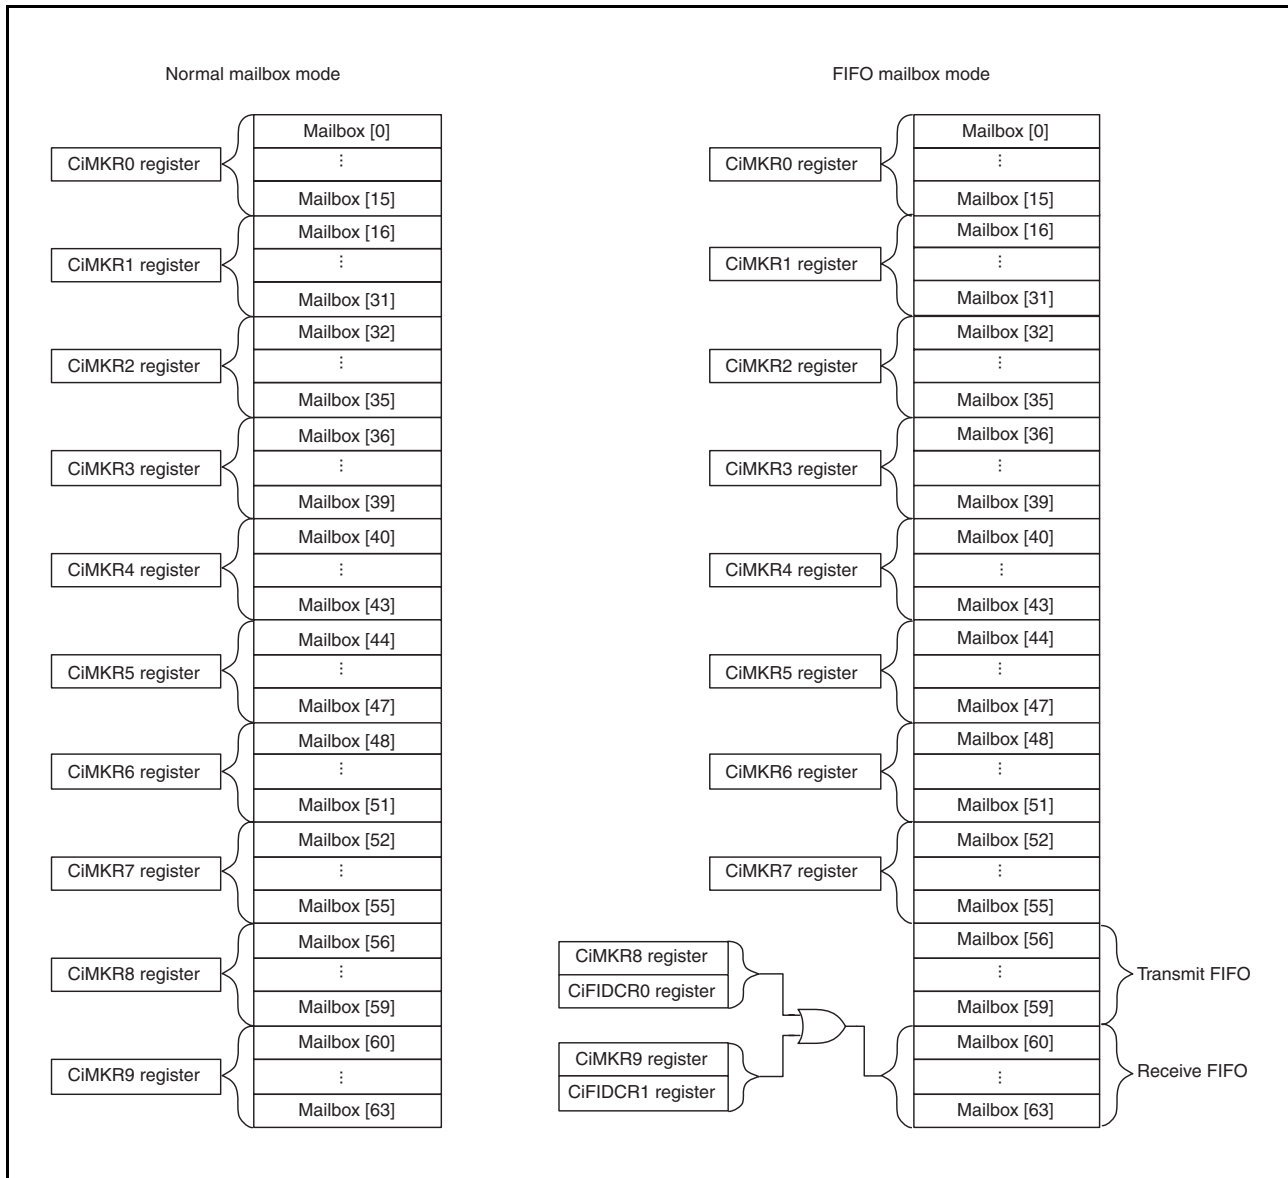 Normal mailbox mode
CiMKR0 register
Mailbox [0]
⋮
Mailbox [15]
CiMKR1 register
Mailbox [16]
⋮
Mailbox [31]
CiMKR2 register
Mailbox [32]
⋮
Mailbox [35]
CiMKR3 register
Mailbox [36]
⋮
Mailbox [39]
CiMKR4 register
Mailbox [40]
⋮
Mailbox [43]
CiMKR5 register
Mailbox [44]
⋮
Mailbox [47]
CiMKR6 register
Mailbox [48]
⋮
Mailbox [51]
CiMKR7 register
Mailbox [52]
⋮
Mailbox [55]
CiMKR8 register
Mailbox [56]
⋮
Mailbox [59]
CiMKR9 register
Mailbox [60]
⋮
Mailbox [63]
FIFO mailbox mode
CiMKR0 register
Mailbox [0]
⋮
Mailbox [15]
CiMKR1 register
Mailbox [16]
⋮
Mailbox [31]
CiMKR2 register
Mailbox [32]
⋮
Mailbox [35]
CiMKR3 register
Mailbox [36]
⋮
Mailbox [39]
CiMKR4 register
Mailbox [40]
⋮
Mailbox [43]
CiMKR5 register
Mailbox [44]
⋮
Mailbox [47]
CiMKR6 register
Mailbox [48]
⋮
Mailbox [51]
CiMKR7 register
Mailbox [52]
⋮
Mailbox [55]
CiMKR8 register
CiFIDCR0 register
CiMKR9 register
CiFIDCR1 register
Mailbox [56]
⋮
Mailbox [59]
Transmit FIFO
Mailbox [60]
⋮
Mailbox [63]
Receive FIFO